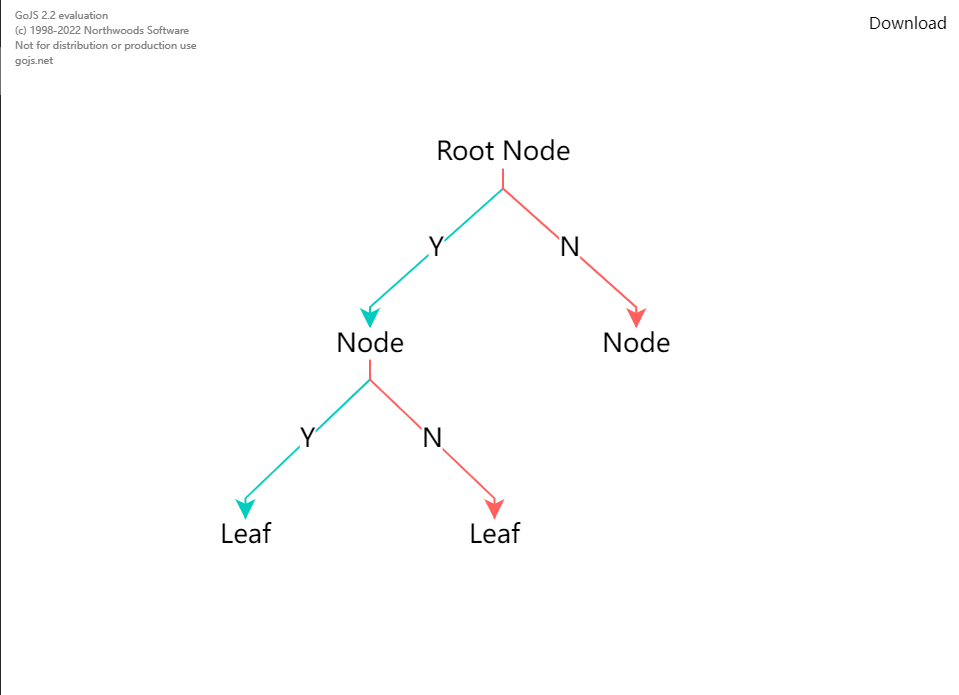 GoJS 2.2 evaluation
(c) 1998-2022 Northwoods Software
Not for distribution or production use
gojs.net
Download
Root Node
Y
N
Node
Node
Y
N
Leaf
Leaf